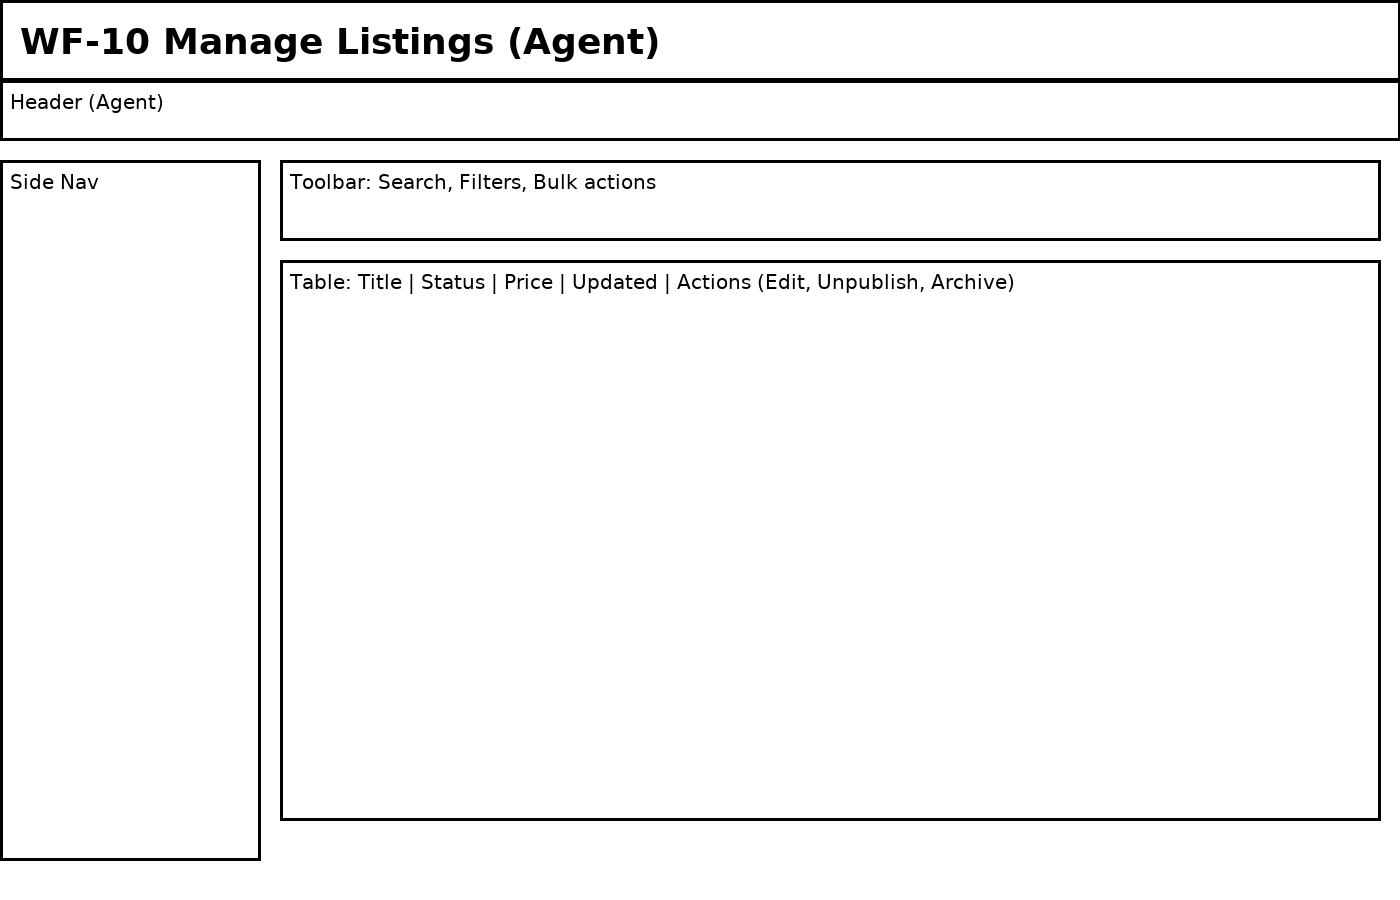 WF-10 Manage Listings (Agent)
Header (Agent)
Side Nav
Toolbar: Search, Filters, Bulk actions
Table: Title | Status | Price | Updated | Actions (Edit, Unpublish, Archive)